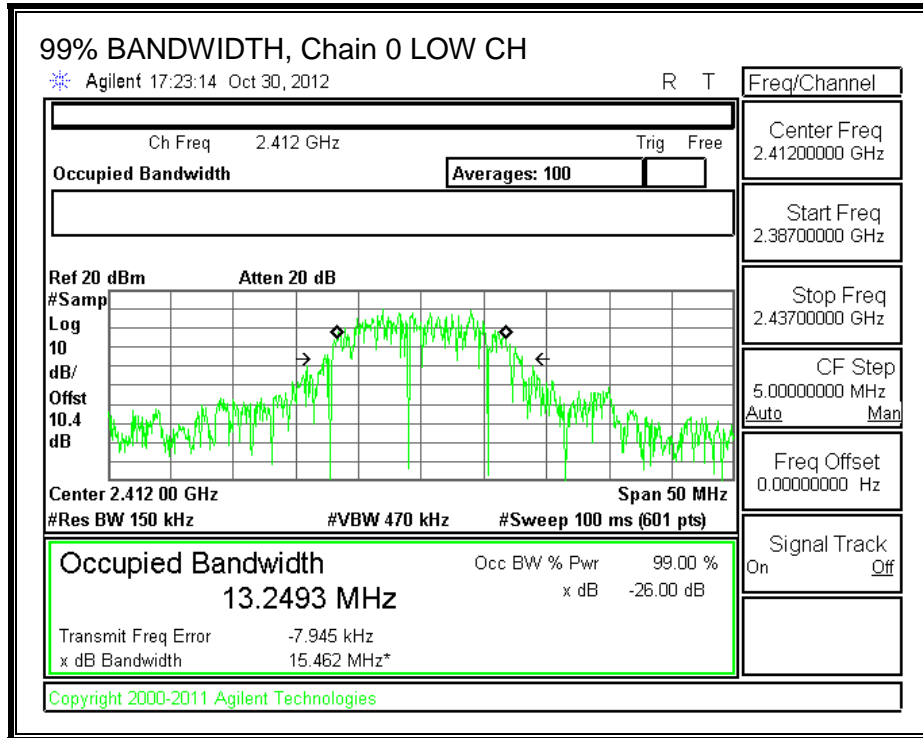 99% BANDWIDTH, Chain 0 LOW CH
Agilent 17:23:14 Oct 30, 2012 R T
Freq/Channel
Ch Freq 2.412 GHz Trig Free
Occupied Bandwidth Averages: 100
Center Freq
2.41200000 GHz
Start Freq
2.38700000 GHz
Stop Freq
2.43700000 GHz
CF Step
5.00000000 MHz
Auto Man
Freq Offset
0.00000000 Hz
Signal Track
On Off
Ref 20 dBm Atten 20 dB
#Samp
Log
10
dB/
Offst
10.4
dB
Center 2.412 00 GHz Span 50 MHz
#Res BW 150 kHz #VBW 470 kHz #Sweep 100 ms (601 pts)
Occupied Bandwidth Occ BW % Pwr 99.00 %
13.2493 MHz x dB -26.00 dB
Transmit Freq Error -7.945 kHz
x dB Bandwidth 15.462 MHz*
Copyright 2000-2011 Agilent Technologies